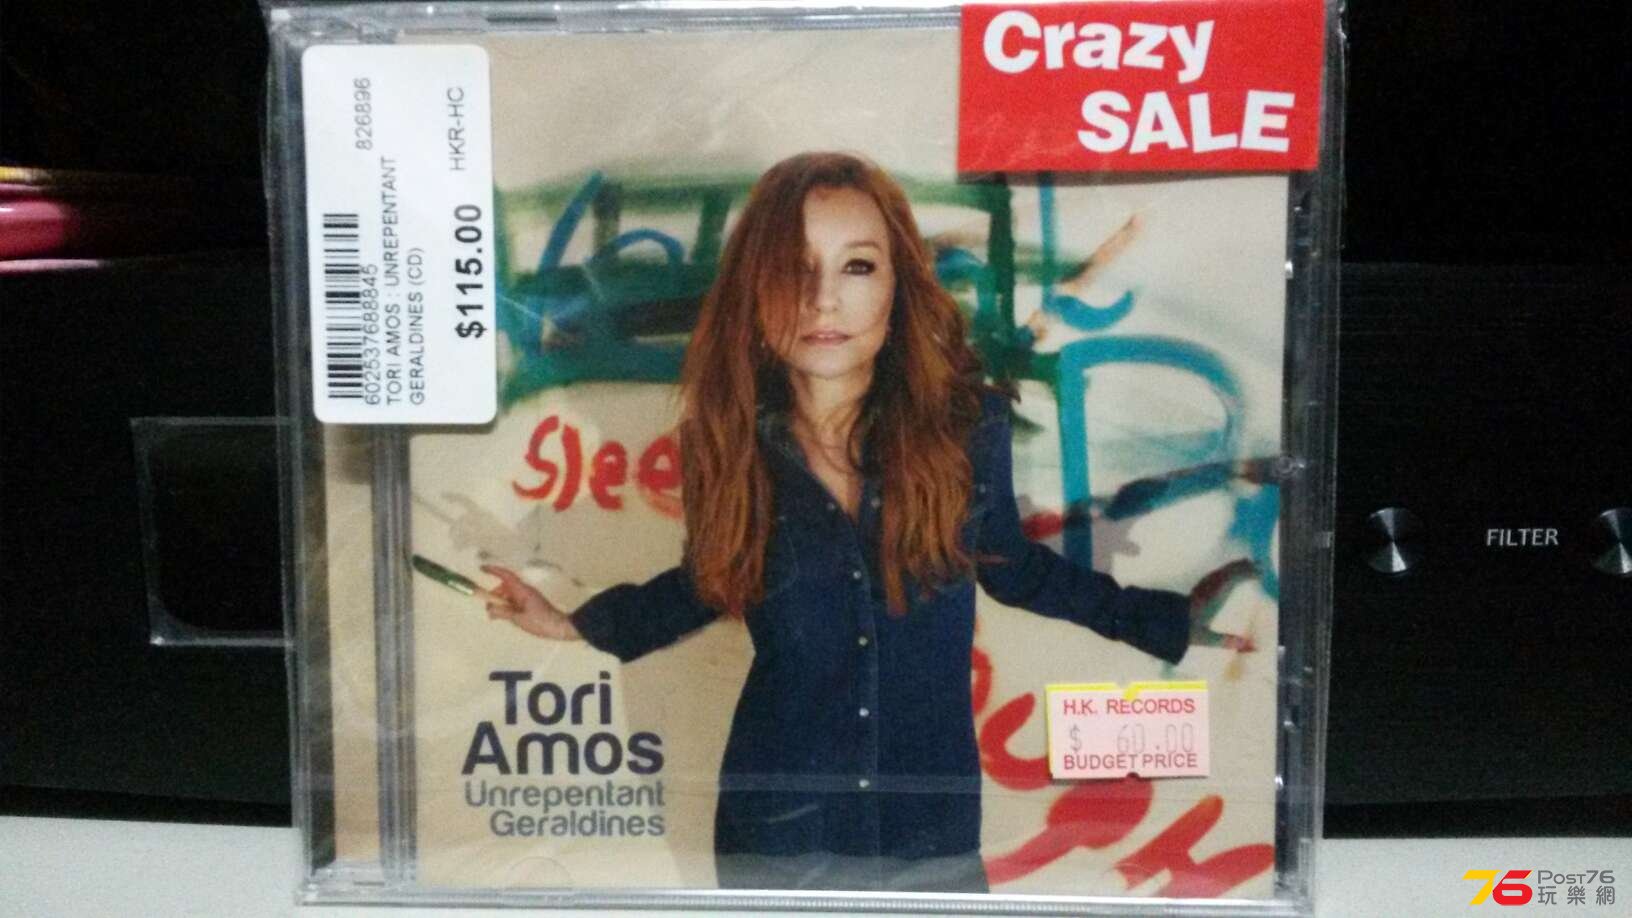 Crazy
SALE
826896
HKR-HC
602537688845
TORI AMOS : UNREPENTANT
GERALDINES (CD)
$115.00
Slee
Tori
Amos
Unrepentant
Geraldines
H.K. RECORDS
$ 60.00
BUDGET PRICE
FILTER
76 POST76
玩樂網